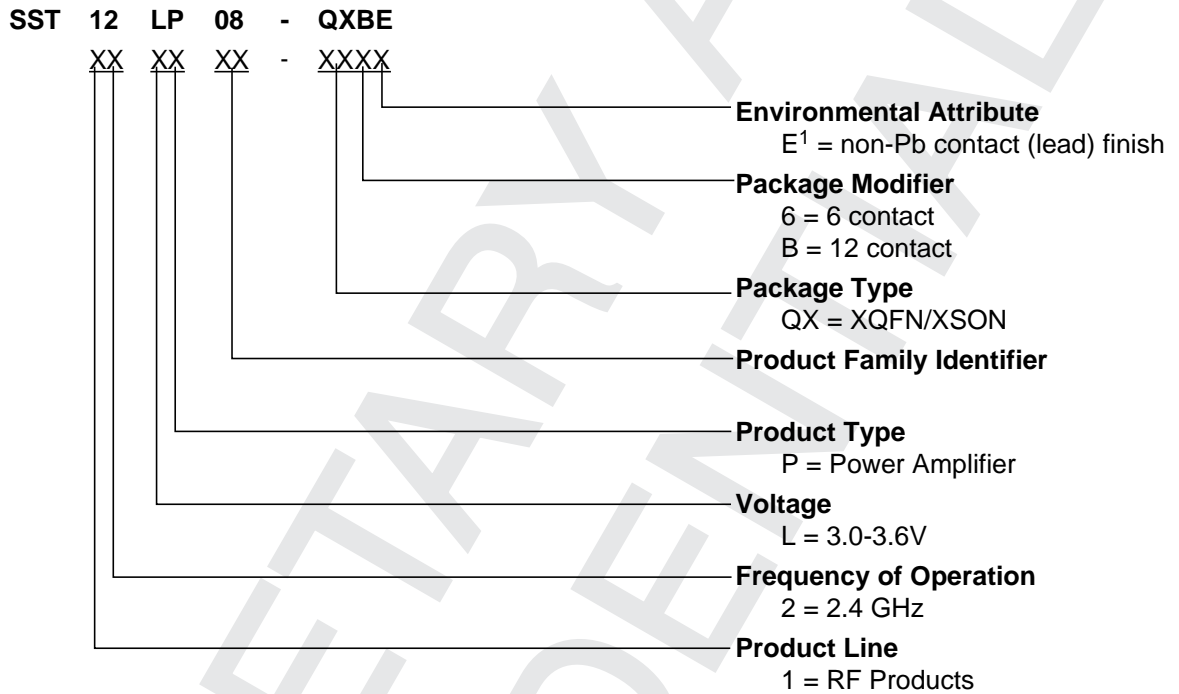 SST 12 LP 08 - QXBE
XX XX XX - XXXX
Environmental Attribute
E1 = non-Pb contact (lead) finish
Package Modifier
6 = 6 contact
B = 12 contact
Package Type
QX = XQFN/XSON
Product Family Identifier
Product Type
P = Power Amplifier
Voltage
L = 3.0-3.6V
Frequency of Operation
2 = 2.4 GHz
Product Line
1 = RF Products